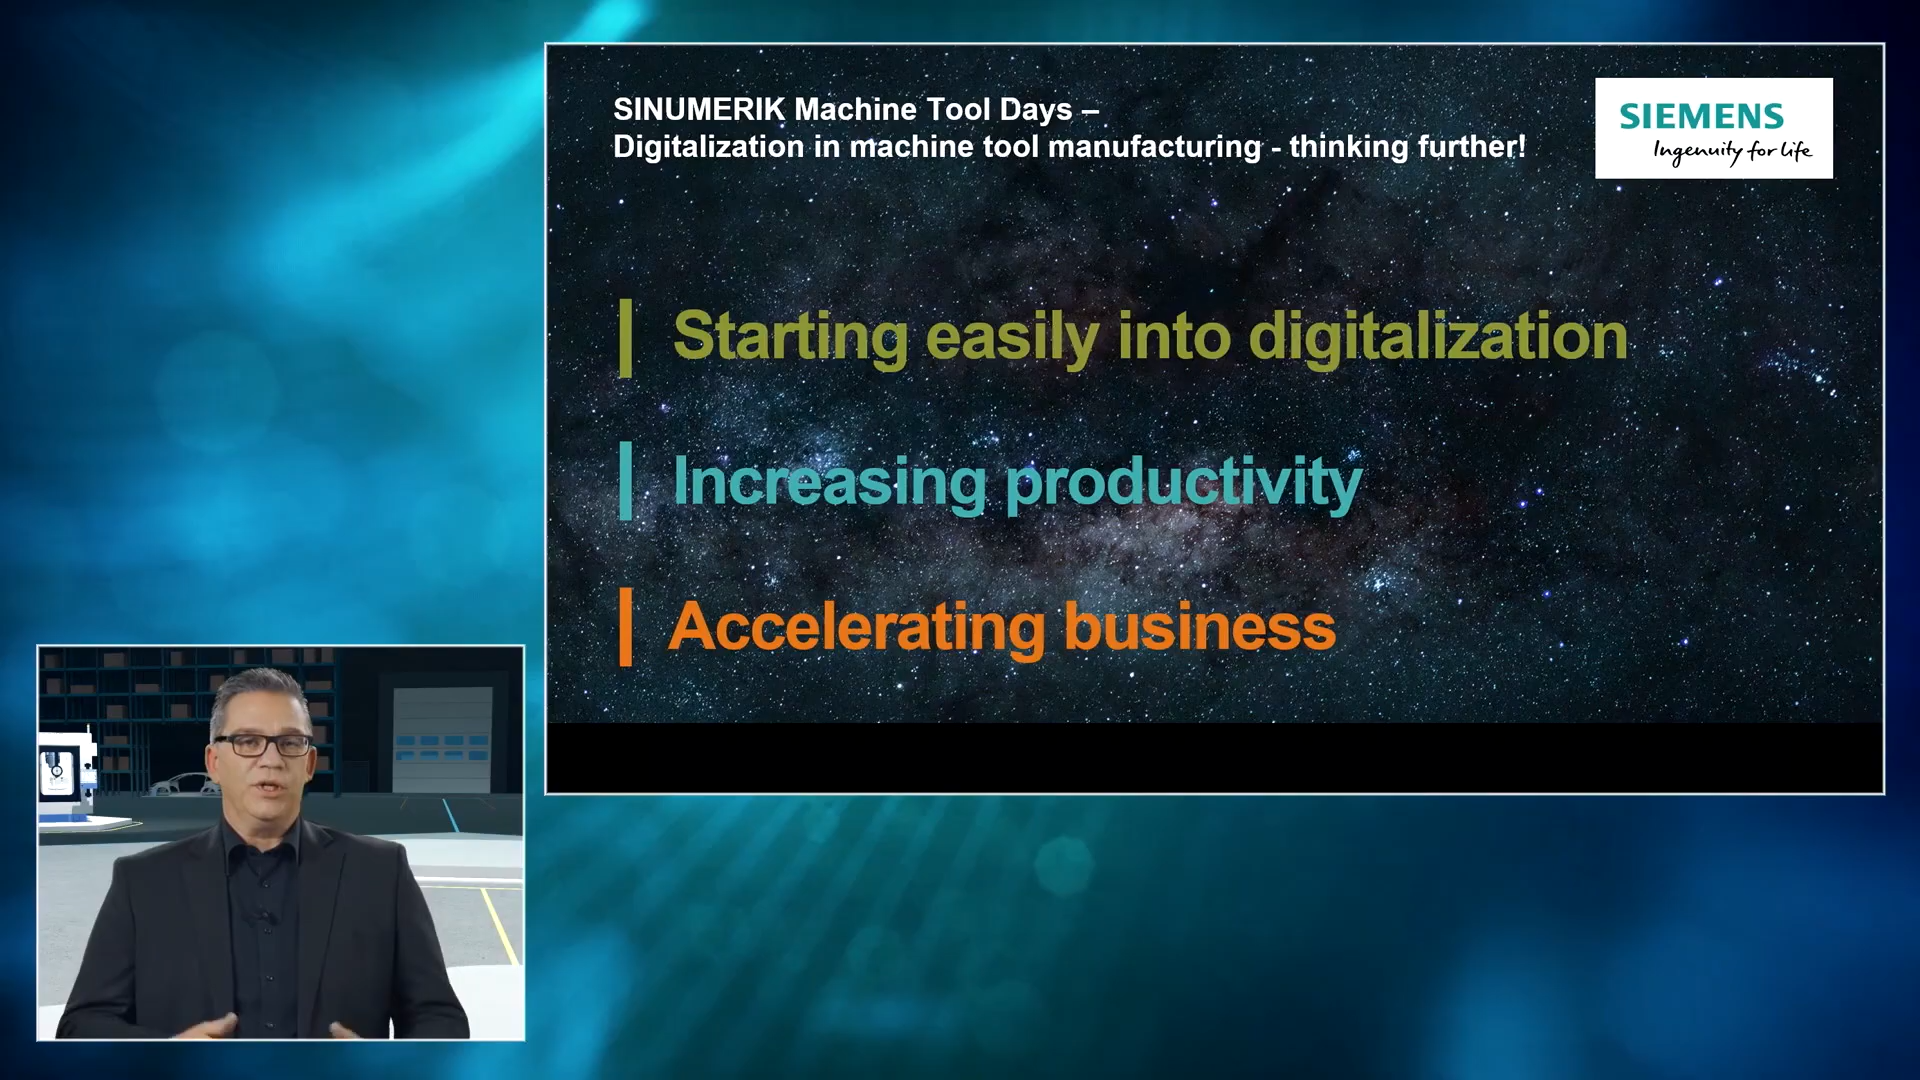 SINUMERIK Machine Tool Days –
Digitalization in machine tool manufacturing - thinking further!
SIEMENS
Ingenuity for life
Starting easily into digitalization
Increasing productivity
Accelerating business